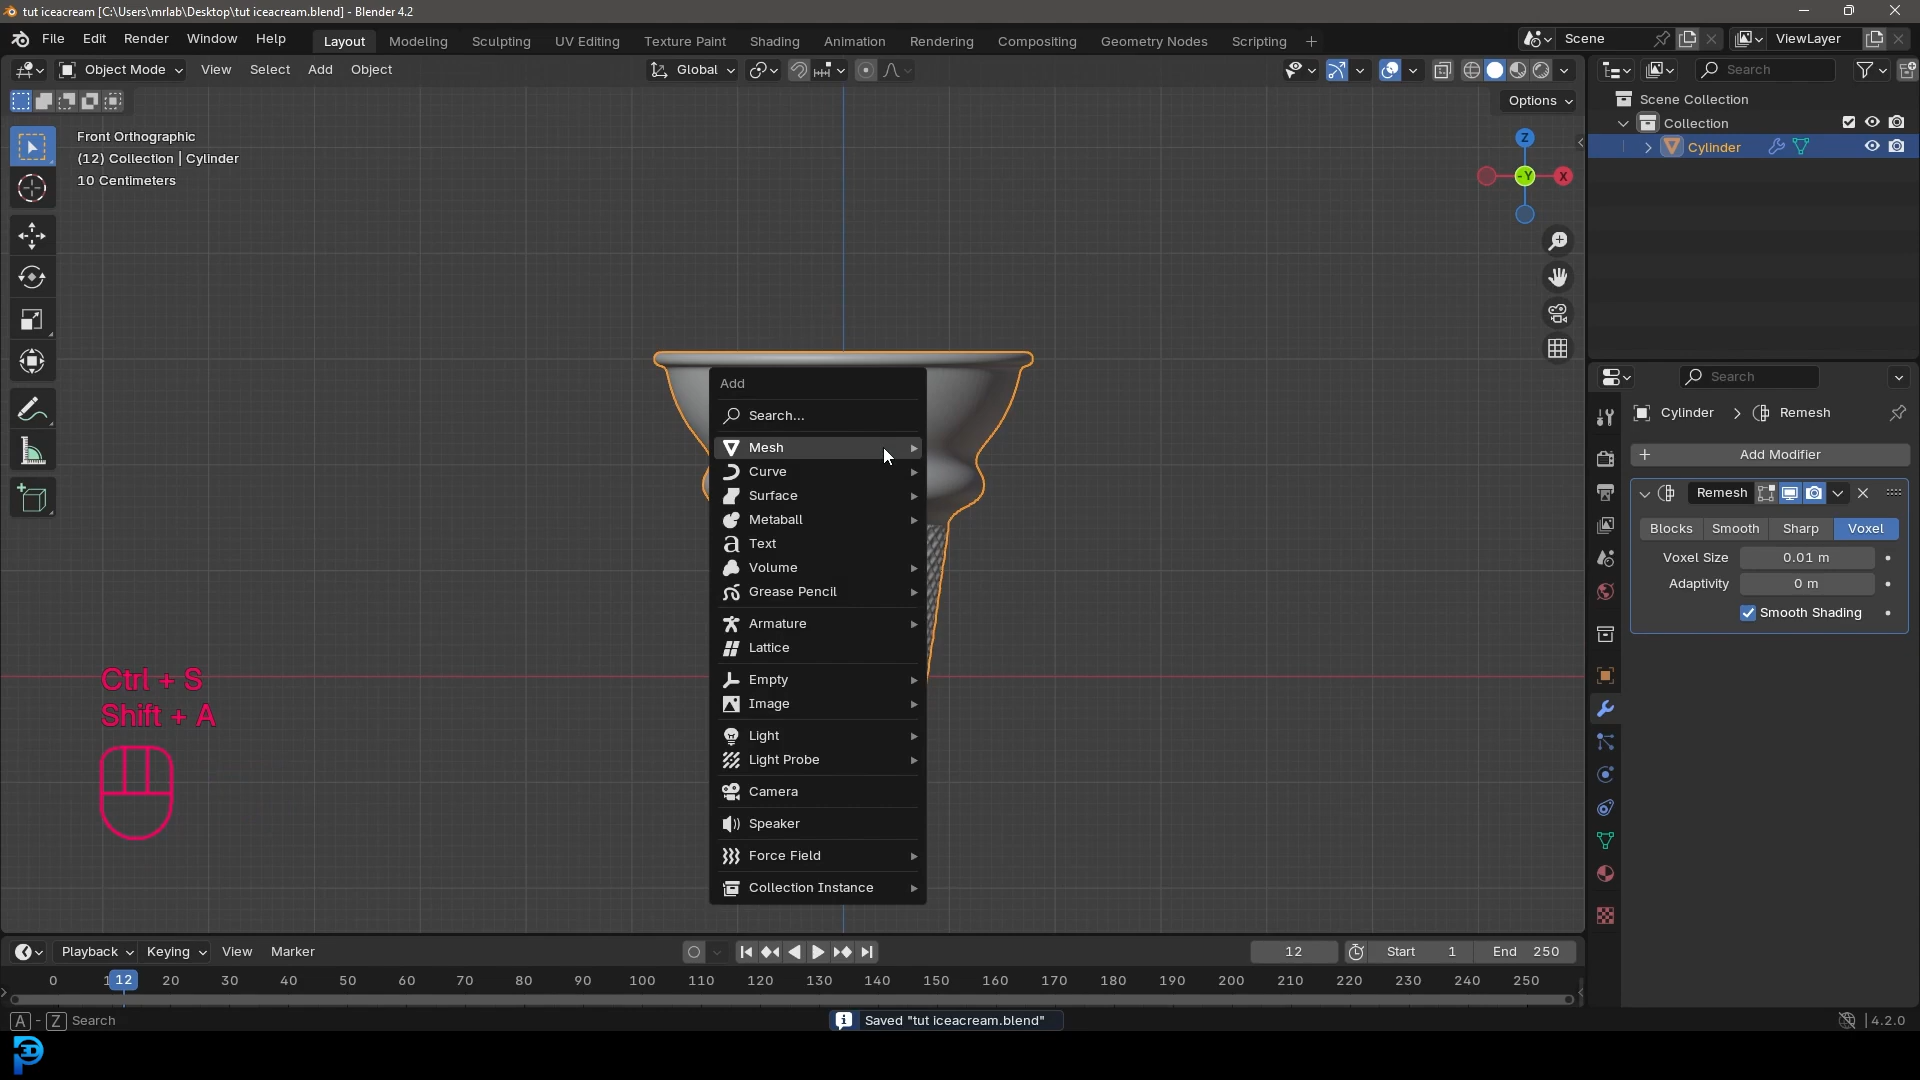 tut iceacream [C:\Users\mrlab\Desktop\tut iceacream.blend] - Blender 4.2
File Edit Render Window Help Layout Modeling Sculpting UV Editing Texture Paint Shading Animation Rendering Compositing Geometry Nodes Scripting + Scene ViewLayer
Object Mode View Select Add Object Global Search
Options
Front Orthographic
(12) Collection | Cylinder
10 Centimeters
Z
-Y
X
Scene Collection
Collection
Cylinder
Search
Cylinder > Remesh
+ Add Modifier
Remesh
Blocks Smooth Sharp Voxel
Voxel Size 0.01 m
Adaptivity 0 m
Smooth Shading
Add
Search...
Mesh
Curve
Surface
Metaball
Text
Volume
Grease Pencil
Armature
Lattice
Empty
Image
Light
Light Probe
Camera
Speaker
Force Field
Collection Instance
Ctrl + S
Shift + A
Playback Keying View Marker 12 Start 1 End 250
0 12 20 30 40 50 60 70 80 90 100 110 120 130 140 150 160 170 180 190 200 210 220 230 240 250
A - Z Search Saved "tut iceacream.blend" 4.2.0
3D